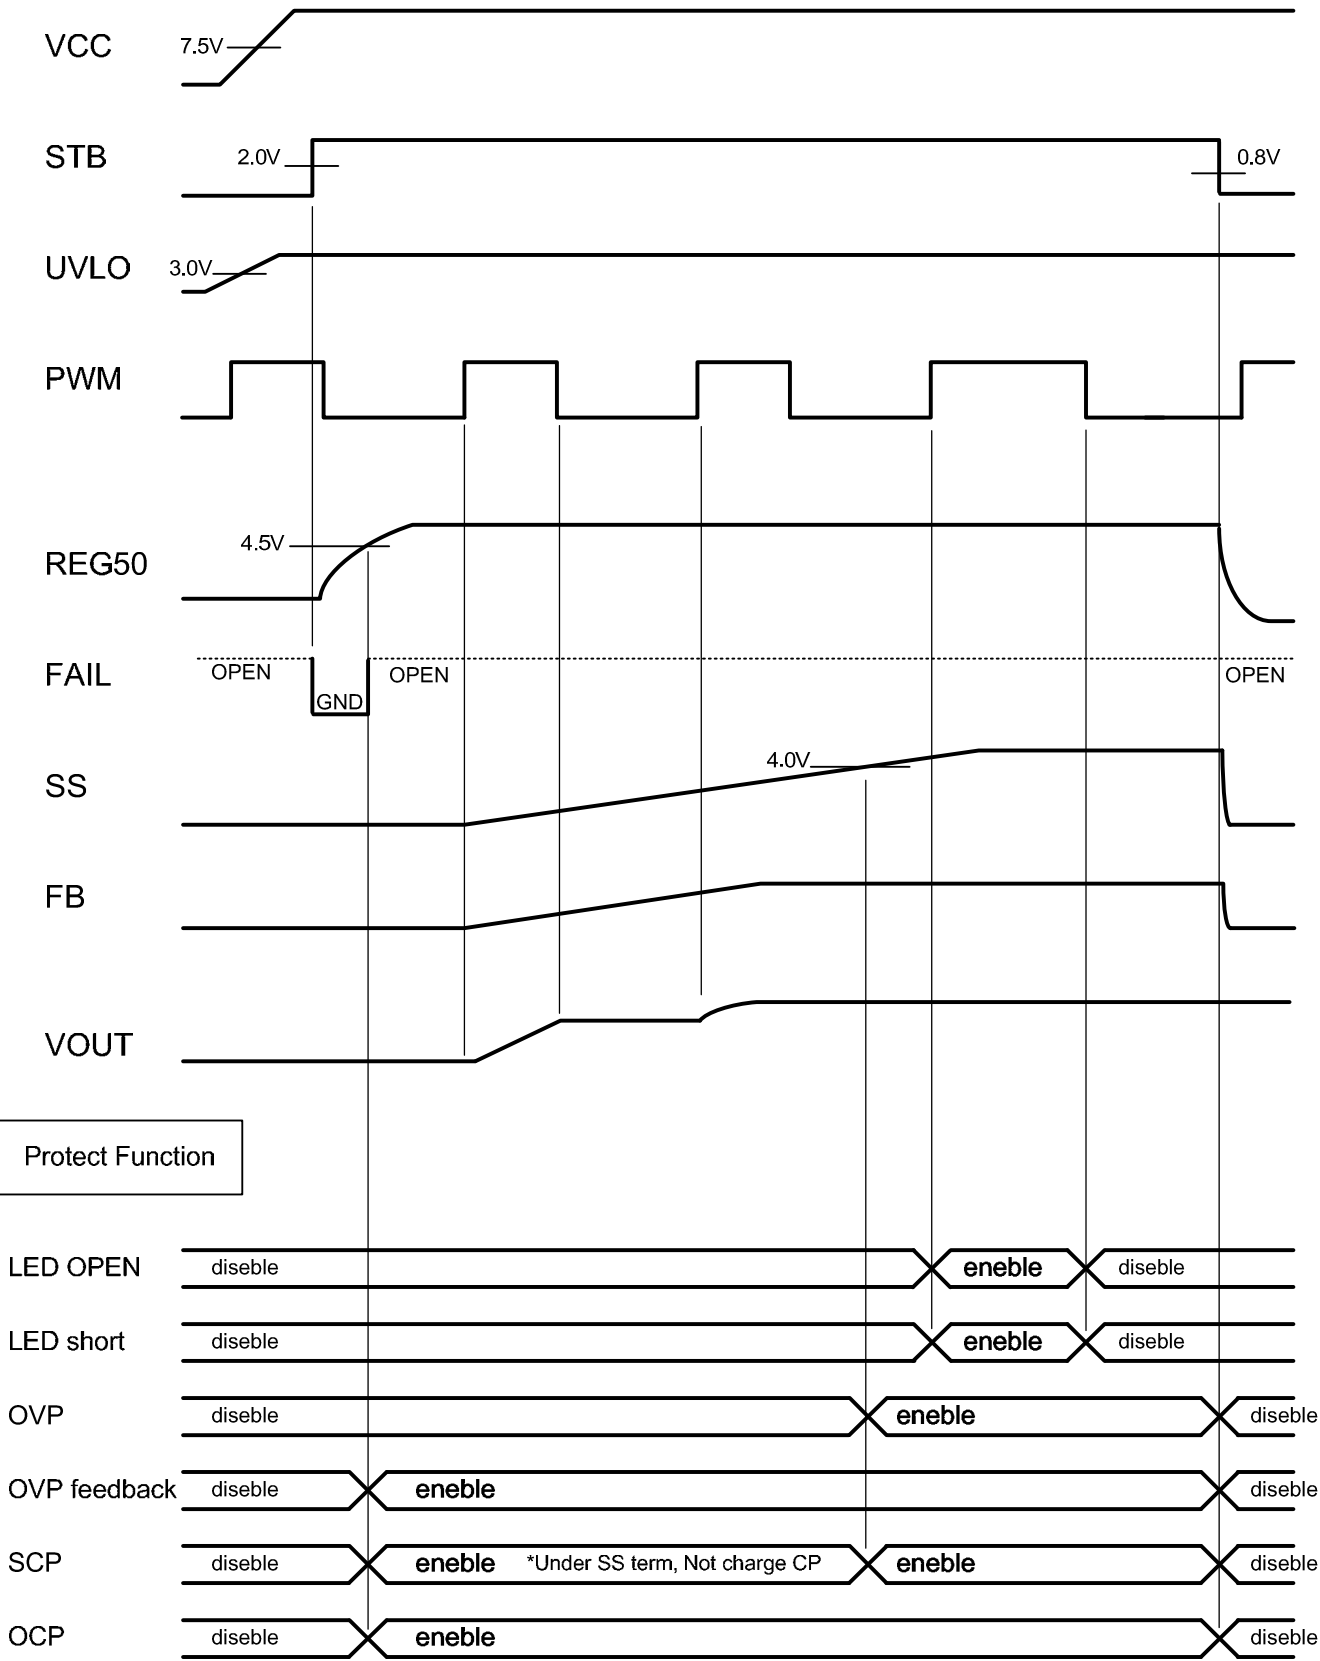 VCC 7.5V
STB 2.0V 0.8V
UVLO 3.0V
PWM
REG50 4.5V
FAIL OPEN GND OPEN OPEN
SS 4.0V
FB
VOUT
Protect Function
LED OPEN diseble eneble diseble
LED short diseble eneble diseble
OVP diseble eneble diseble
OVP feedback diseble eneble diseble
SCP diseble eneble *Under SS term, Not charge CP eneble diseble
OCP diseble eneble diseble